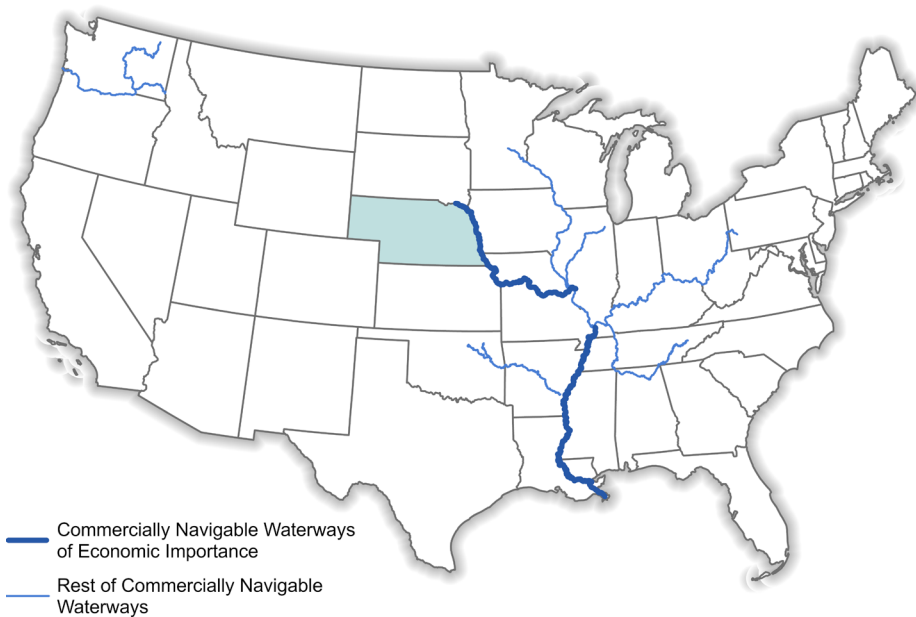 Commercially Navigable Waterways
of Economic Importance
Rest of Commercially Navigable
Waterways